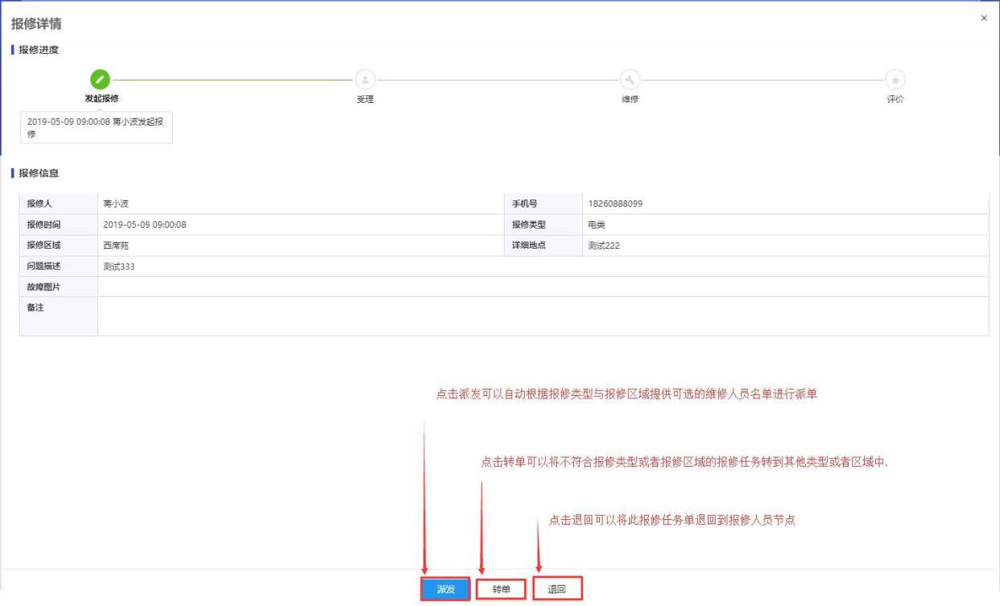 报修详情
×
报修进度
发起报修
受理
维修
评价
2019-05-09 09:00:08 蒋小波发起报
修
报修信息
报修人 蒋小波 手机号 18260888099
报修时间 2019-05-09 09:00:08 报修类型 电类
报修区域 西席苑 详细地点 测试222
问题描述 测试333
故障图片
备注
点击派发可以自动根据报修类型与报修区域提供可选的维修人员名单进行派单
点击转单可以将不符合报修类型或者报修区域的报修任务转到其他类型或者区域中.
点击退回可以将此报修任务单退回到报修人员节点
派发 转单 退回